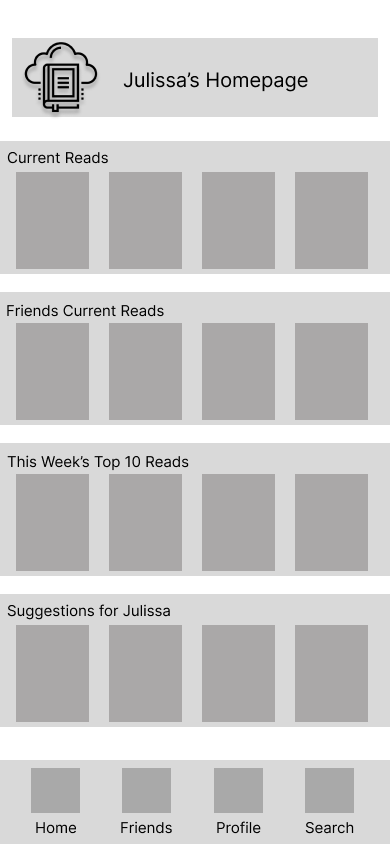 Julissa’s Homepage
Current Reads
Friends Current Reads
This Week’s Top 10 Reads
Suggestions for Julissa
Home Friends Profile Search